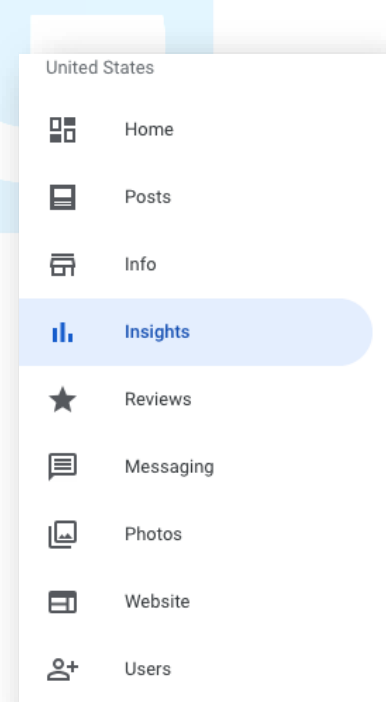 United States
Home
Posts
Info
Insights
Reviews
Messaging
Photos
Website
Users